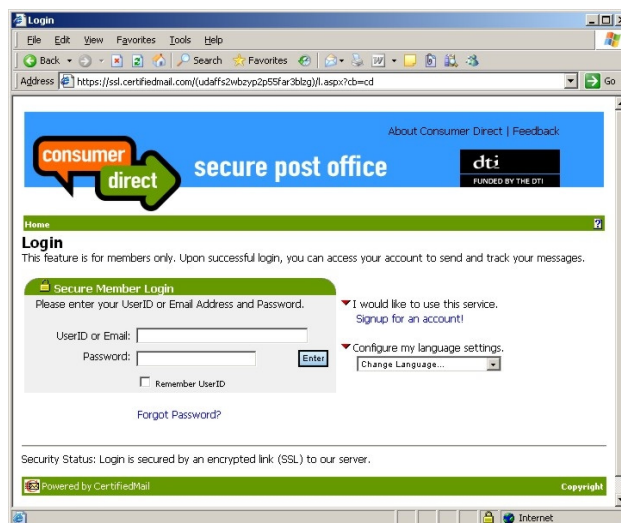 Login
File Edit View Favorites Tools Help
Back Search Favorites
Address https://ssl.certifiedmail.com/(udaffs2wbzyp2p55far3blzg)/l.aspx?cb=cd Go
About Consumer Direct | Feedback
consumer
direct
secure post office
dti
FUNDED BY THE DTI
Home ?
Login
This feature is for members only. Upon successful login, you can access your account to send and track your messages.
Secure Member Login
Please enter your UserID or Email Address and Password.
UserID or Email:
Password: Enter
Remember UserID
Forgot Password?
I would like to use this service.
Signup for an account!
Configure my language settings.
Change Language...
Security Status: Login is secured by an encrypted link (SSL) to our server.
Powered by CertifiedMail Copyright
Internet